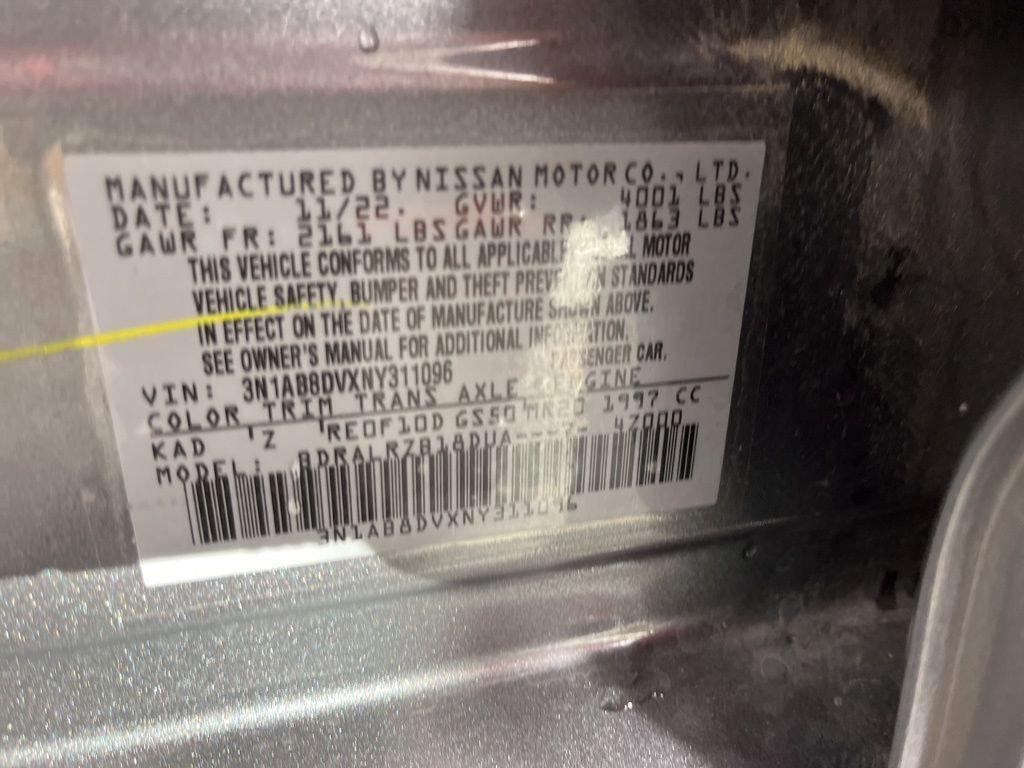 MANUFACTURED BY NISSAN MOTOR CO., LTD.
DATE: 11/22. GVWR: 4001 LBS
GAWR FR: 2161 LBS GAWR RR: 1863 LBS
THIS VEHICLE CONFORMS TO ALL MOTOR
VEHICLE SAFETY, BUMPER AND THEFT STANDARDS
IN EFFECT ON THE DATE OF MANUFACTURE SHOWN ABOVE.
SEE OWNER'S MANUAL FOR ADDITIONAL
PASSENGER CAR.
VIN: 3N1AB8DVXNY311096
COLOR TRIM TRANS AXLE ENGINE
KAD Z RE0F10D GS50 MR20 1997 CC
MODEL: BDRALRZB18DUA----- 47000
3N1AB8DVXNY311096